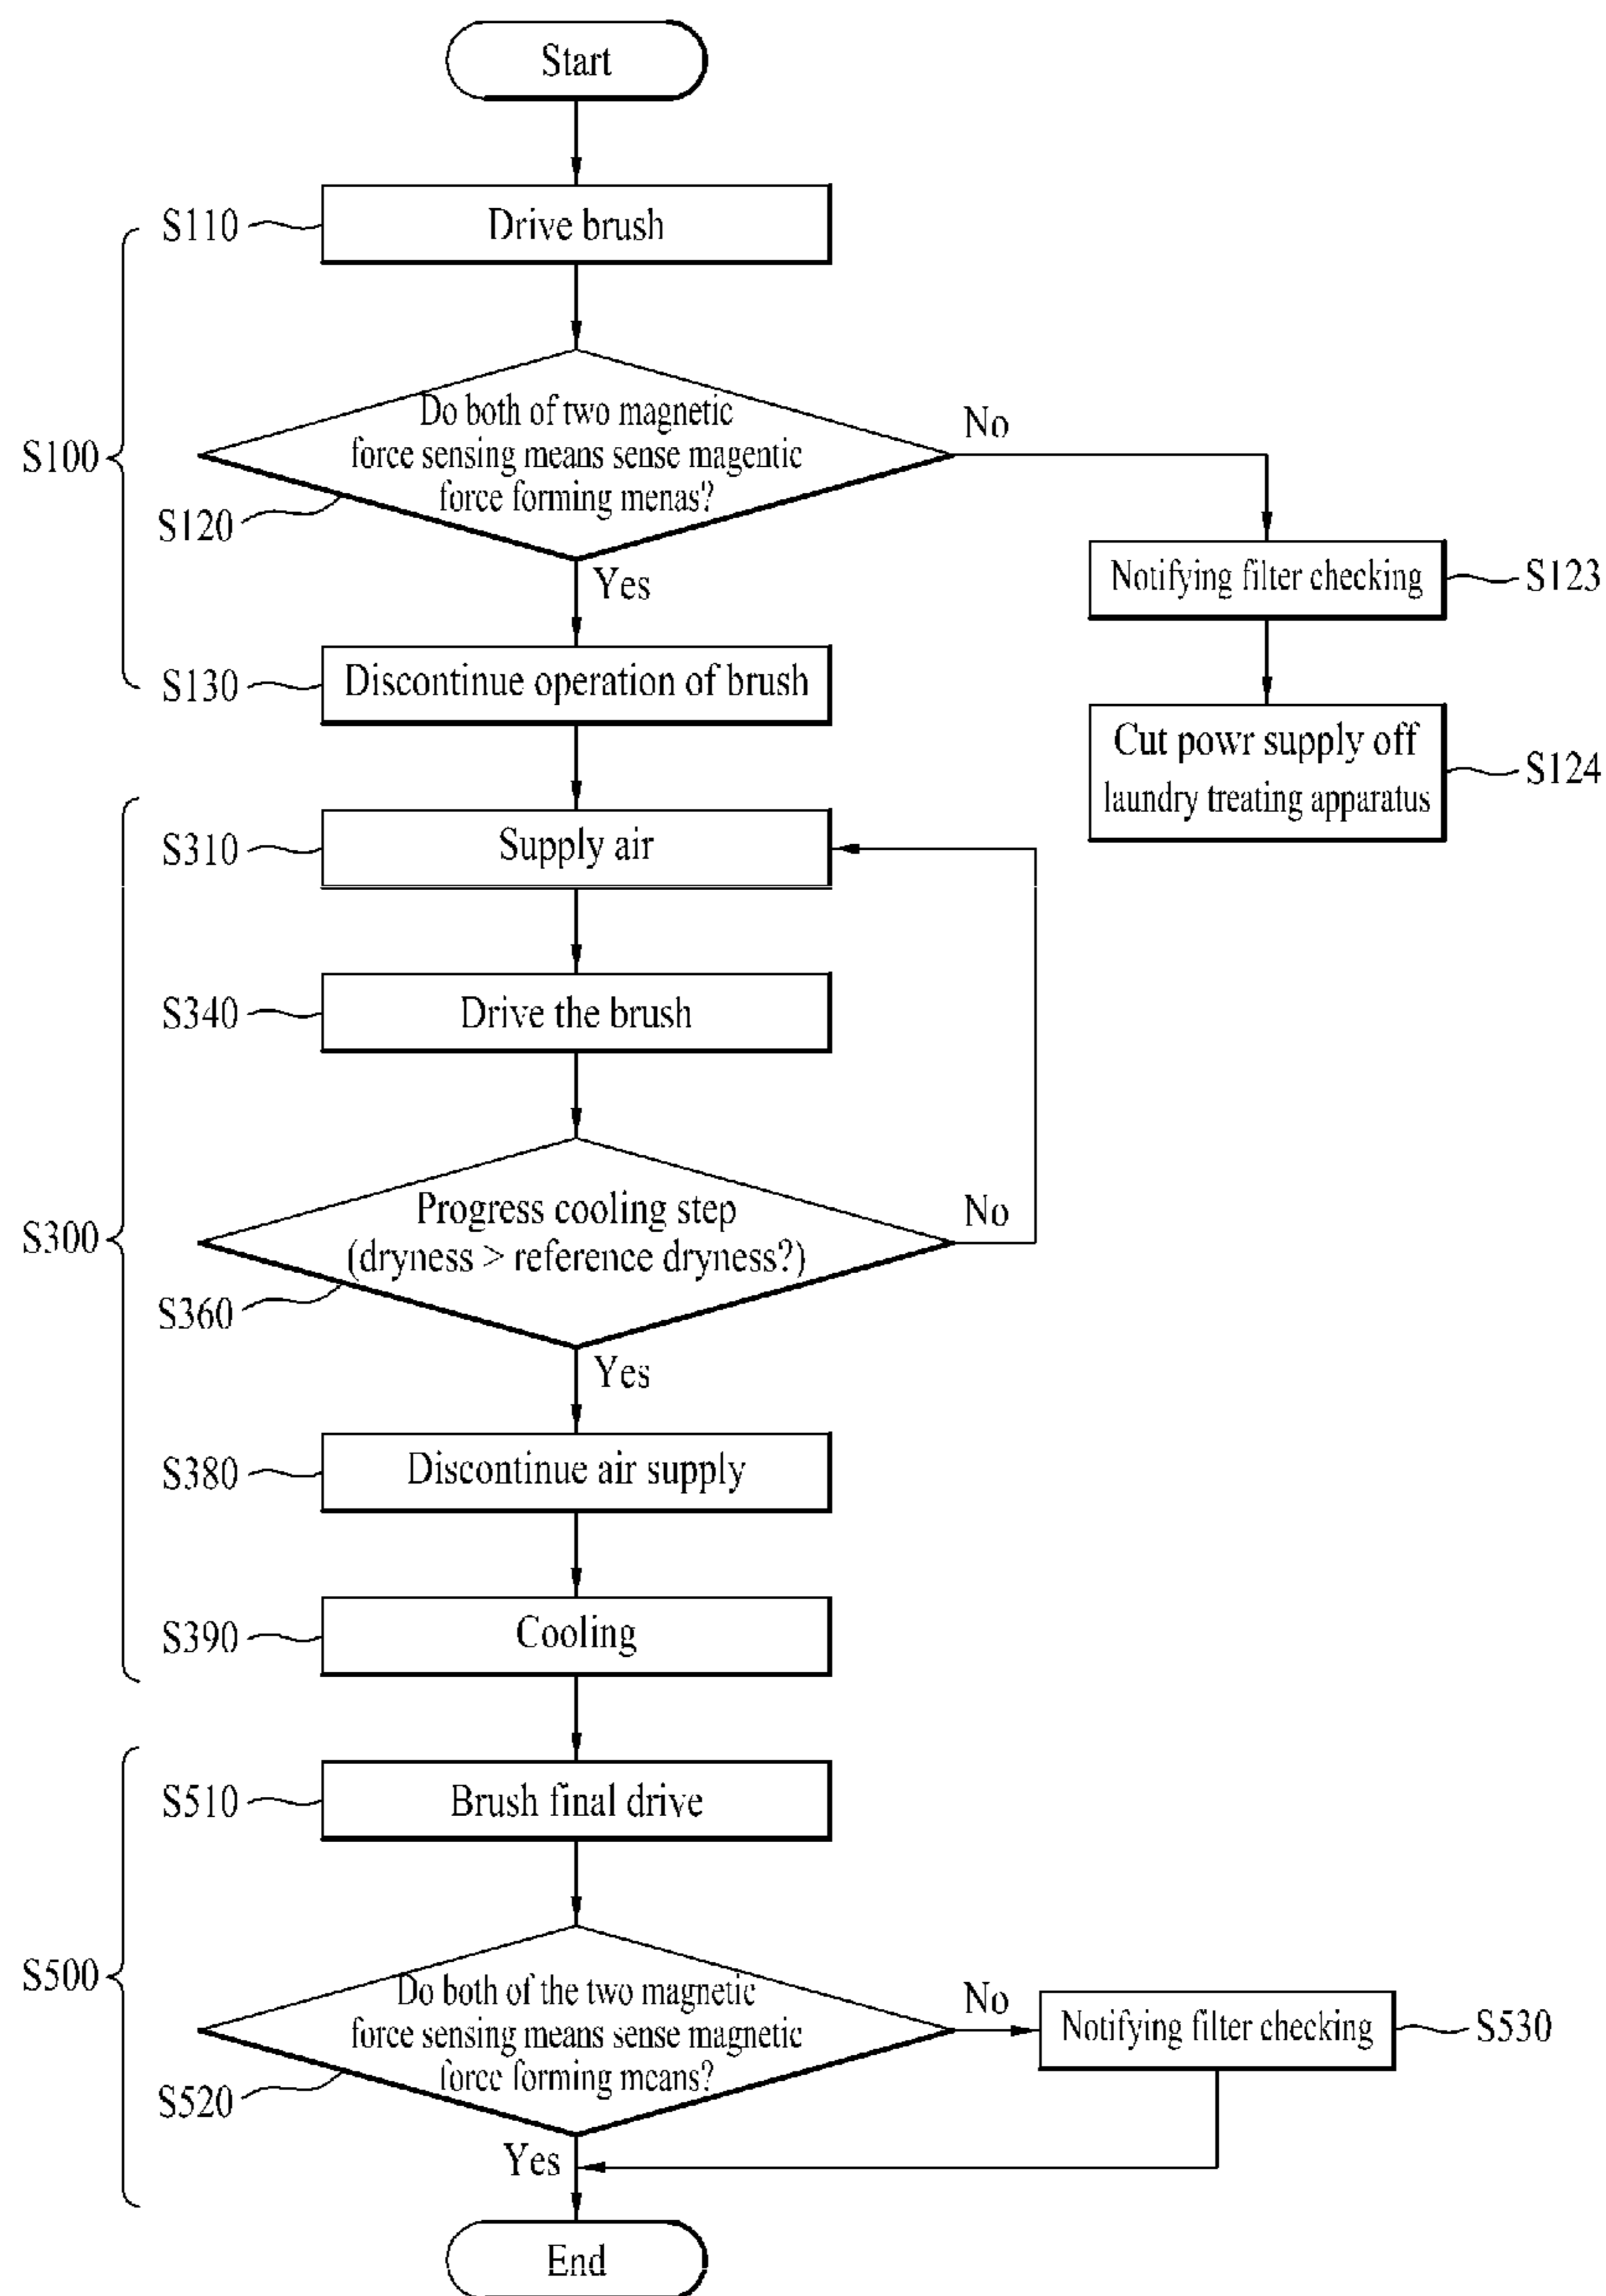 Start
S110
Drive brush
S100
Do both of two magnetic
force sensing means sense magentic
force forming menas?
No
S120
Yes
Notifying filter checking
S123
S130
Discontinue operation of brush
Cut powr supply off
laundry treating apparatus
S124
S310
Supply air
S340
Drive the brush
S300
Progress cooling step
(dryness > reference dryness?)
No
S360
Yes
S380
Discontinue air supply
S390
Cooling
S510
Brush final drive
S500
Do both of the two magnetic
force sensing means sense magnetic
force forming means?
No
Notifying filter checking
S530
S520
Yes
End